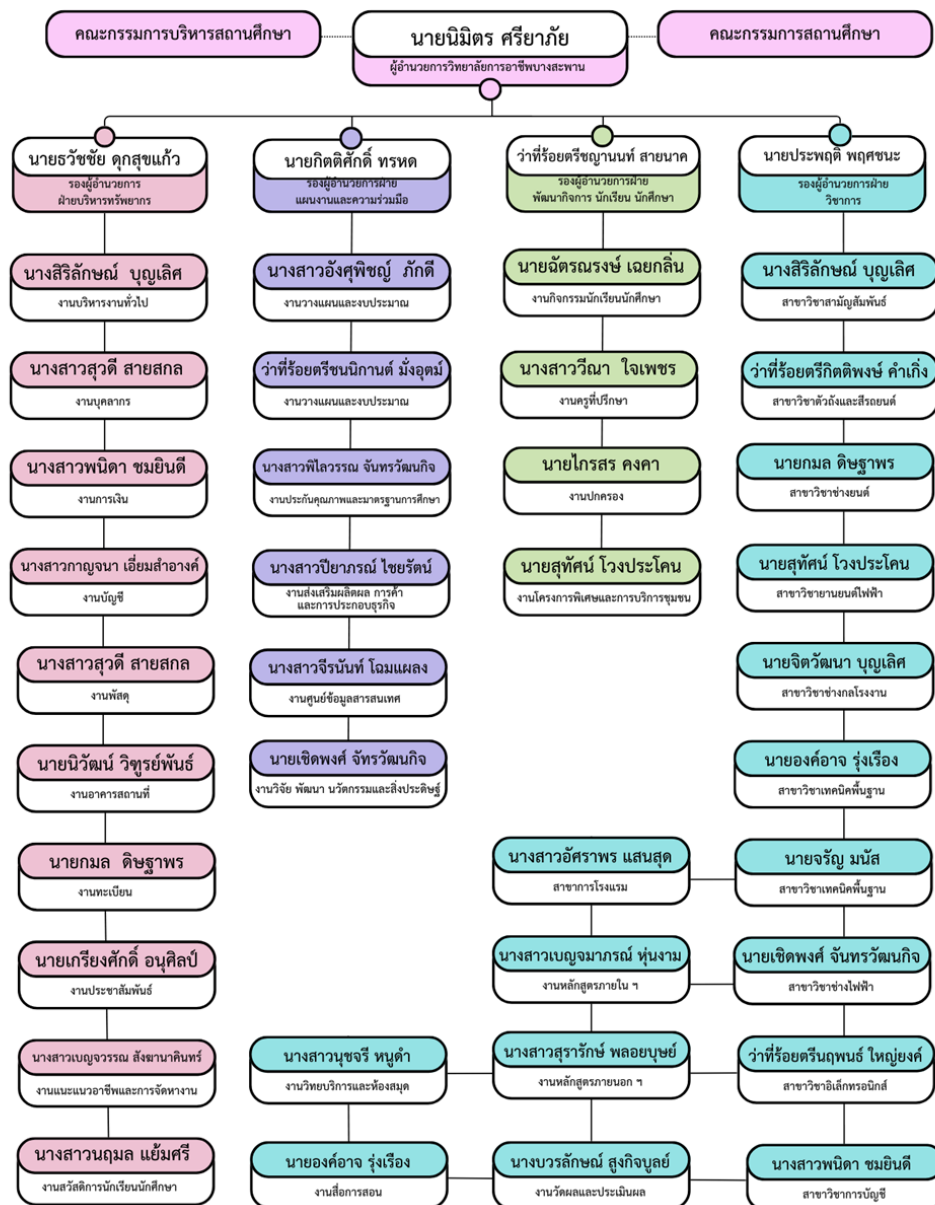 คณะกรรมการบริหารสถานศึกษา
นายนิมิตร ศรียาภัย
ผู้อำนวยการวิทยาลัยการอาชีพบางสะพาน
คณะกรรมการสถานศึกษา
นายธวัชชัย ดุกสุขแก้ว
รองผู้อำนวยการ
ฝ่ายบริหารทรัพยากร
นางสิริลักษณ์ บุญเลิศ
งานบริหารงานทั่วไป
นางสาวสุวดี สายสกล
งานบุคลากร
นางสาวพนิดา ชมยินดี
งานการเงิน
นางสาวกาญจนา เอี่ยมสำอางค์
งานบัญชี
นางสาวสุวดี สายสกล
งานพัสดุ
นายนิวัฒน์ วิฑูรย์พันธ์
งานอาคารสถานที่
นายกมล ดิษฐาพร
งานทะเบียน
นายเกรียงศักดิ์ อนุศิลป์
งานประชาสัมพันธ์
นางสาวเบญจวรรณ สังฆานาคินทร์
งานแนะแนวอาชีพและการจัดหางาน
นางสาวนฤมล แย้มศรี
งานสวัสดิการนักเรียนนักศึกษา
นายกิตติศักดิ์ ทรหด
รองผู้อำนวยการฝ่าย
แผนงานและความร่วมมือ
นางสาวอังศุพิชญ์ ภักดี
งานวางแผนและงบประมาณ
ว่าที่ร้อยตรีชนนิกานต์ มั่งอุตม์
งานวางแผนและงบประมาณ
นางสาวพิไลวรรณ จันทรวัฒนกิจ
งานประกันคุณภาพและมาตรฐานการศึกษา
นางสาวปิยาภรณ์ ไชยรัตน์
งานส่งเสริมผลิตผล การค้า
และการประกอบธุรกิจ
นางสาวจีรนันท์ โฉมแผลง
งานศูนย์ข้อมูลสารสนเทศ
นายเชิดพงศ์ จัทรวัฒนกิจ
งานวิจัย พัฒนา นวัตกรรมและสิ่งประดิษฐ์
ว่าที่ร้อยตรีชญานนท์ สายนาค
รองผู้อำนวยการฝ่าย
พัฒนากิจการ นักเรียน นักศึกษา
นายฉัตรณรงษ์ เฉยกลิ่น
งานกิจกรรมนักเรียนนักศึกษา
นางสาววีณา ใจเพชร
งานครูที่ปรึกษา
นายไกรสร คงคา
งานปกครอง
นายสุทัศน์ โวงประโคน
งานโครงการพิเศษและการบริการชุมชน
นายประพฤติ พฤศชนะ
รองผู้อำนวยการฝ่าย
วิชาการ
นางสิริลักษณ์ บุญเลิศ
สาขาวิชาสามัญสัมพันธ์
ว่าที่ร้อยตรีกิตติพงษ์ คำเกิ่ง
สาขาวิชาตัวถังและสีรถยนต์
นายกมล ดิษฐาพร
สาขาวิชาช่างยนต์
นายสุทัศน์ โวงประโคน
สาขาวิชายานยนต์ไฟฟ้า
นายจิตวัฒนา บุญเลิศ
สาขาวิชาช่างกลโรงงาน
นายองค์อาจ รุ่งเรือง
สาขาวิชาเทคนิคพื้นฐาน
นายจรัญ มนัส
สาขาวิชาเทคนิคพื้นฐาน
นายเชิดพงศ์ จันทรวัฒนกิจ
สาขาวิชาช่างไฟฟ้า
ว่าที่ร้อยตรีนฤพนธ์ ใหญ่ยงค์
สาขาวิชาอิเล็กทรอนิกส์
นางสาวพนิดา ชมยินดี
สาขาวิชาการบัญชี
นางสาวอัศราพร แสนสุด
สาขาการโรงแรม
นางสาวเบญจมาภรณ์ หุ่นงาม
งานหลักสูตรภายใน ฯ
นางสาวสุรารักษ์ พลอยบุษย์
งานหลักสูตรภายนอก ฯ
นางบวรลักษณ์ สูงกิจบูลย์
งานวัดผลและประเมินผล
นางสาวนุชจรี หนูดำ
งานวิทยบริการและห้องสมุด
นายองค์อาจ รุ่งเรือง
งานสื่อการสอน